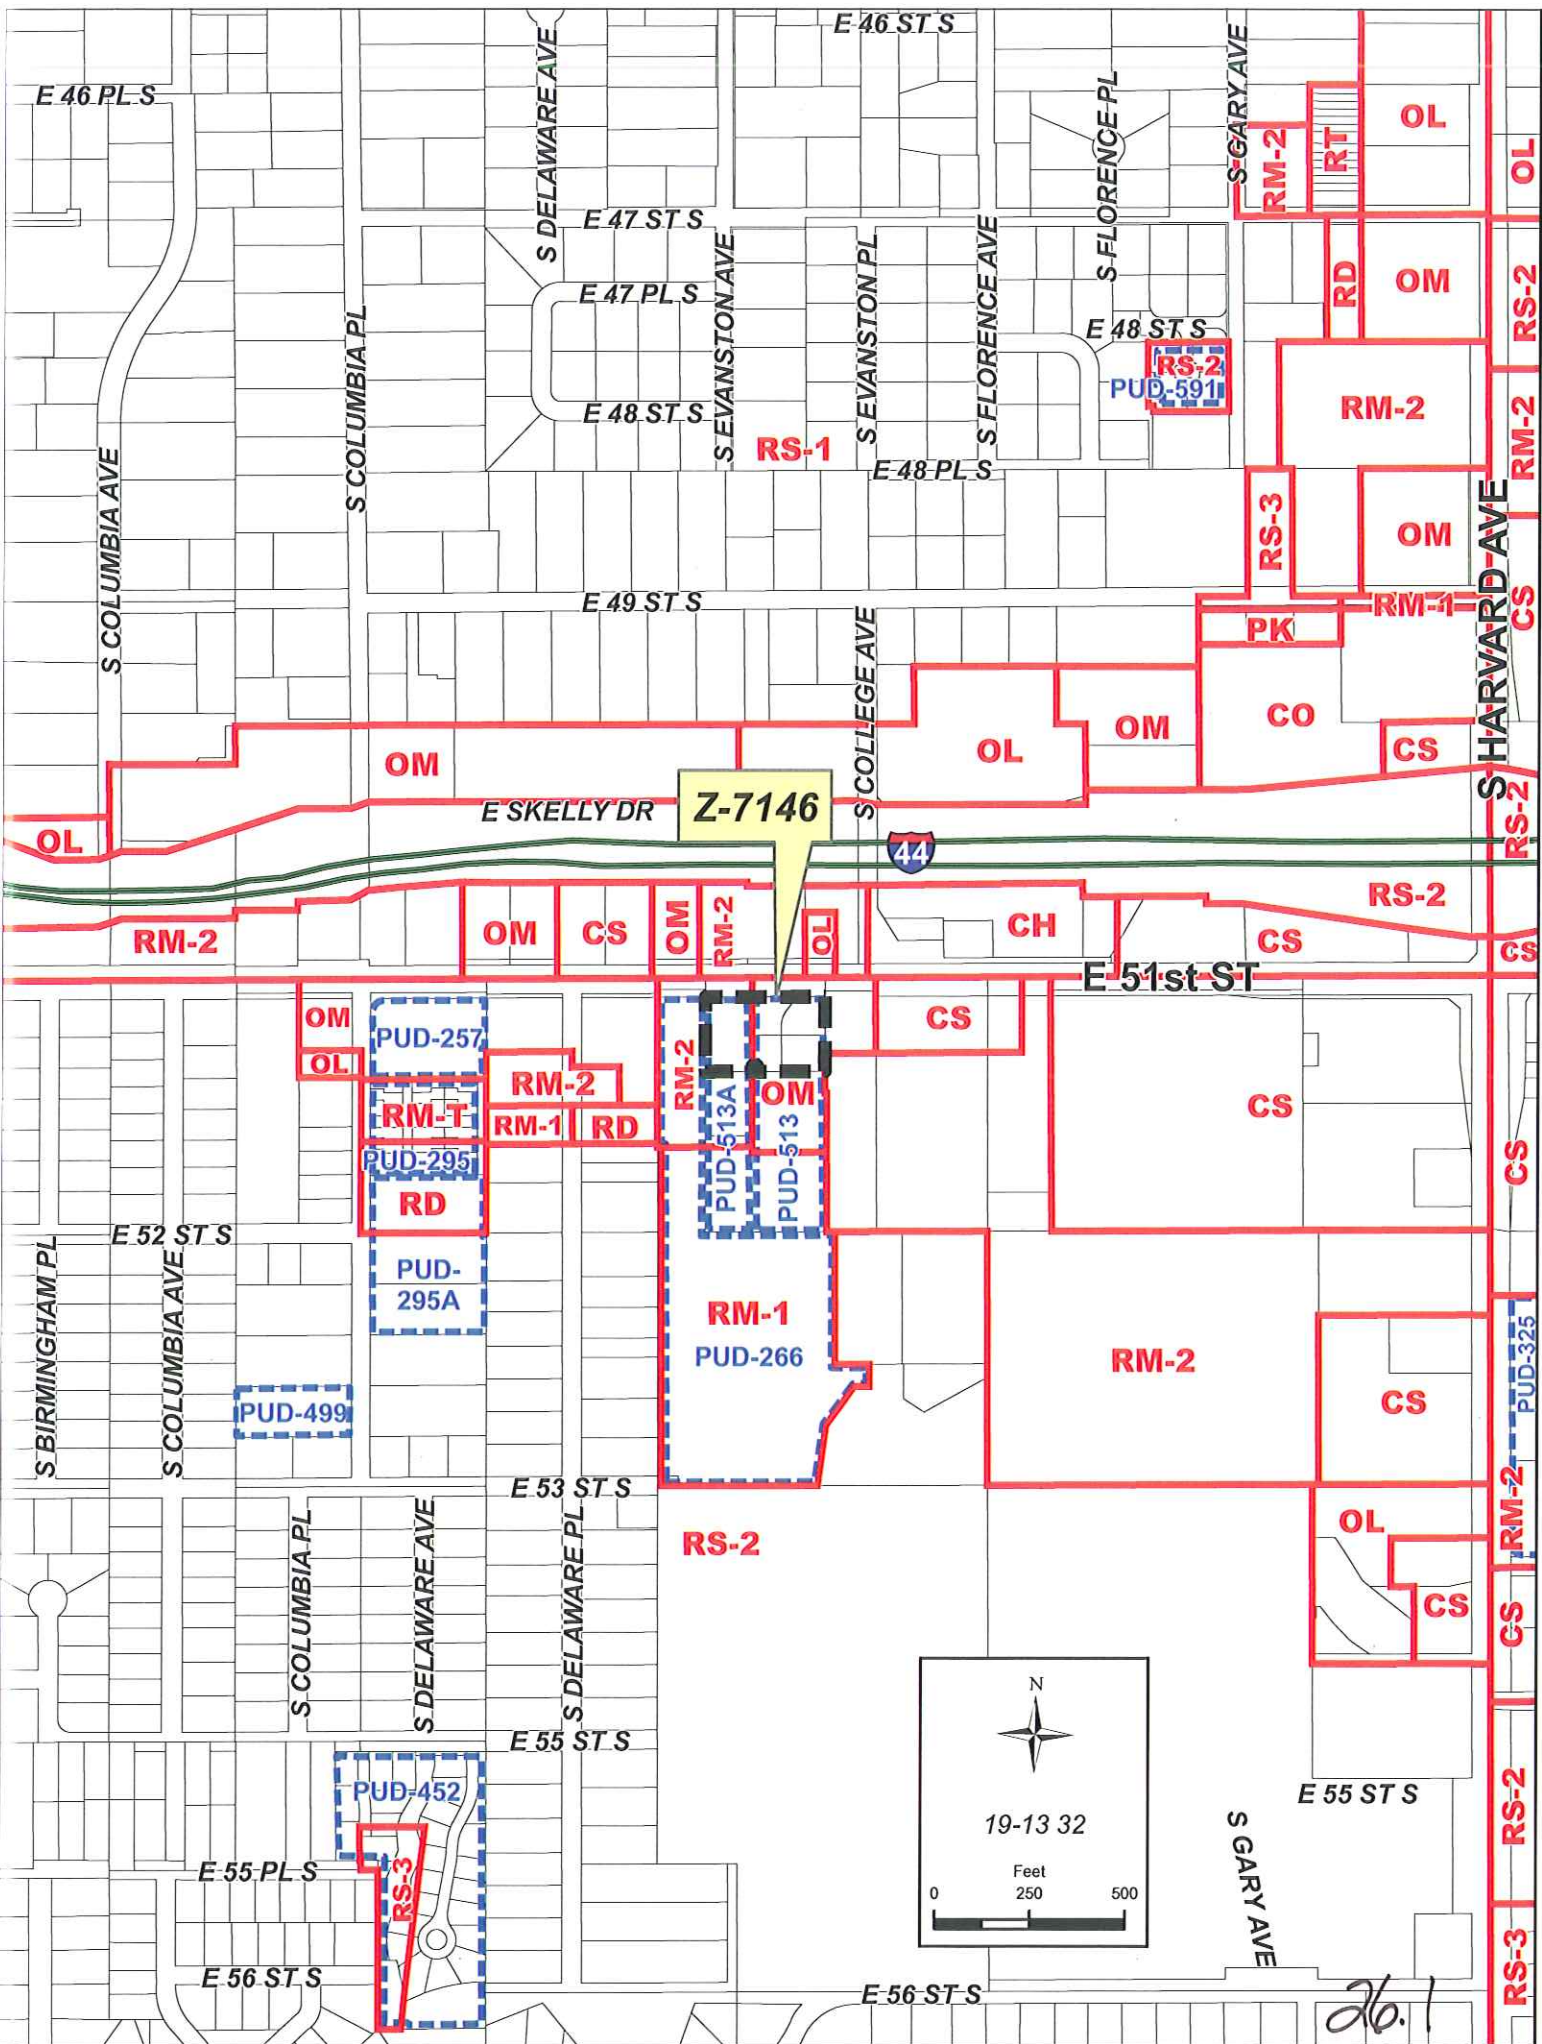 E 46 ST S
E 46 PL S
S DELAWARE AVE
S FLORENCE PL
S GARY AVE
RM-2
RT
OL
OL
E 47 ST S
E 47 PL S
S EVANSTON AVE
S EVANSTON PL
S FLORENCE AVE
RD
OM
RS-2
E 48 ST S
RS-2
PUD-591
S COLUMBIA PL
E 48 ST S
RM-2
RM-2
RS-1
E 48 PL S
S COLUMBIA AVE
RS-3
OM
S HARVARD AVE
E 49 ST S
RM-1
CS
PK
S COLLEGE AVE
OM
OL
OM
CO
CS
E SKELLY DR
Z-7146
OL
44
RS-2
RM-2
OM
CS
OM
RM-2
OL
CH
RS-2
CS
CS
E 51st ST
OM
PUD-257
CS
OL
RM-2
RM-2
OM
RM-T
RM-1
RD
PUD-513A
PUD-513
CS
CS
PUD-295
RD
E 52 ST S
S BIRMINGHAM PL
S COLUMBIA AVE
PUD-
295A
RM-1
PUD-266
RM-2
CS
PUD-325
PUD-499
E 53 ST S
RS-2
OL
RM-2
S COLUMBIA PL
S DELAWARE AVE
S DELAWARE PL
CS
CS
E 55 ST S
N
19-13 32
Feet
0 250 500
PUD-452
E 55 ST S
RS-2
S GARY AVE
E 55 PL S
RS-3
E 56 ST S
E 56 ST S
RS-3
26.1